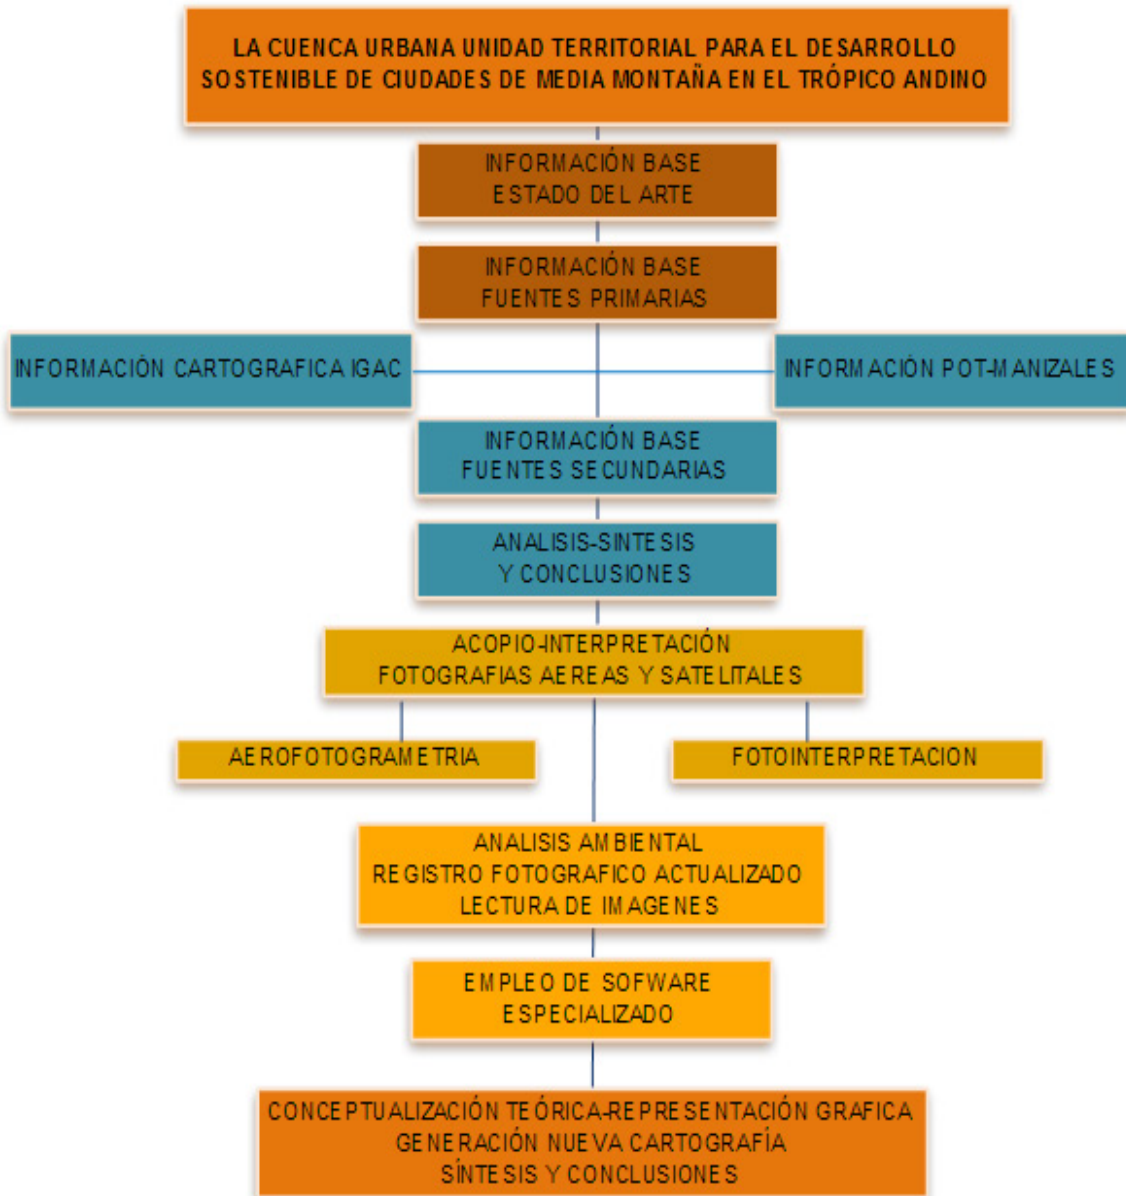 LA CUENCA URBANA UNIDAD TERRITORIAL PARA EL DESARROLLO
SOSTENIBLE DE CIUDADES DE MEDIA MONTAÑA EN EL TRÓPICO ANDINO
INFORMACIÓN BASE
ESTADO DEL ARTE
INFORMACIÓN BASE
FUENTES PRIMARIAS
INFORMACIÓN CARTOGRAFICA IGAC
INFORMACIÓN POT-MANIZALES
INFORMACIÓN BASE
FUENTES SECUNDARIAS
ANALISIS-SINTESIS
Y CONCLUSIONES
ACOPIO-INTERPRETACIÓN
FOTOGRAFIAS AEREAS Y SATELITALES
AEROFOTOGRAMETRIA
FOTOINTERPRETACION
ANALISIS AMBIENTAL
REGISTRO FOTOGRAFICO ACTUALIZADO
LECTURA DE IMAGENES
EMPLEO DE SOFWARE
ESPECIALIZADO
CONCEPTUALIZACIÓN TEÓRICA-REPRESENTACIÓN GRAFICA
GENERACIÓN NUEVA CARTOGRAFÍA
SÍNTESIS Y CONCLUSIONES